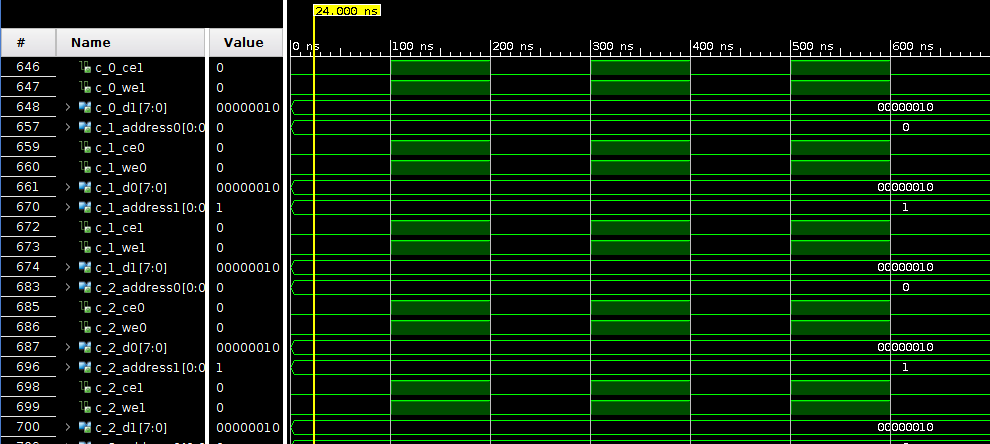 24.000 ns
# Name Value 0 ns 100 ns 200 ns 300 ns 400 ns 500 ns 600 ns
646 c_0_ce1 0
647 c_0_we1 0
648 > c_0_d1[7:0] 00000010 00000010
657 > c_1_address0[0:0 0 0
659 c_1_ce0 0
660 c_1_we0 0
661 > c_1_d0[7:0] 00000010 00000010
670 > c_1_address1[0:0 1 1
672 c_1_ce1 0
673 c_1_we1 0
674 > c_1_d1[7:0] 00000010 00000010
683 > c_2_address0[0:0 0 0
685 c_2_ce0 0
686 c_2_we0 0
687 > c_2_d0[7:0] 00000010 00000010
696 > c_2_address1[0:0 1 1
698 c_2_ce1 0
699 c_2_we1 0
700 > c_2_d1[7:0] 00000010 00000010